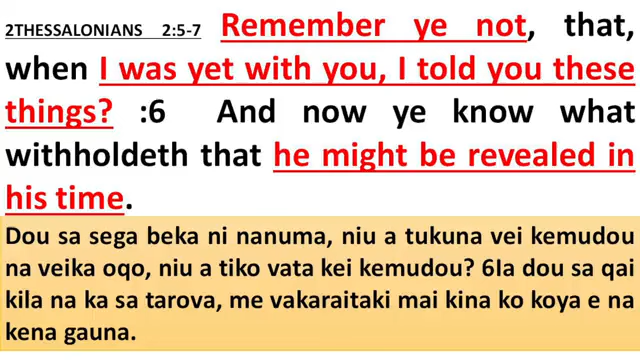 2THESSALONIANS 2:5-7 Remember ye not, that,
when I was yet with you, I told you these
things? :6 And now ye know what
withholdeth that he might be revealed in
his time.
Dou sa sega beka ni nanuma, niu a tukuna vei kemudou
na veika oqo, niu a tiko vata kei kemudou? 6Ia dou sa qai
kila na ka sa tarova, me vakaraitaki mai kina ko koya e na
kena gauna.